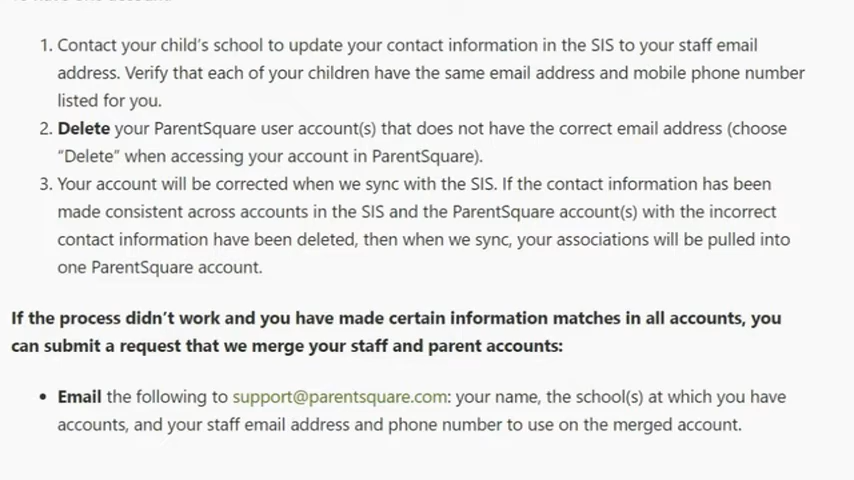 1. Contact your child's school to update your contact information in the SIS to your staff email
address. Verify that each of your children have the same email address and mobile phone number
listed for you.
2. Delete your ParentSquare user account(s) that does not have the correct email address (choose
“Delete” when accessing your account in ParentSquare).
3. Your account will be corrected when we sync with the SIS. If the contact information has been
made consistent across accounts in the SIS and the ParentSquare account(s) with the incorrect
contact information have been deleted, then when we sync, your associations will be pulled into
one ParentSquare account.
If the process didn't work and you have made certain information matches in all accounts, you
can submit a request that we merge your staff and parent accounts:
• Email the following to support@parentsquare.com: your name, the school(s) at which you have
accounts, and your staff email address and phone number to use on the merged account.